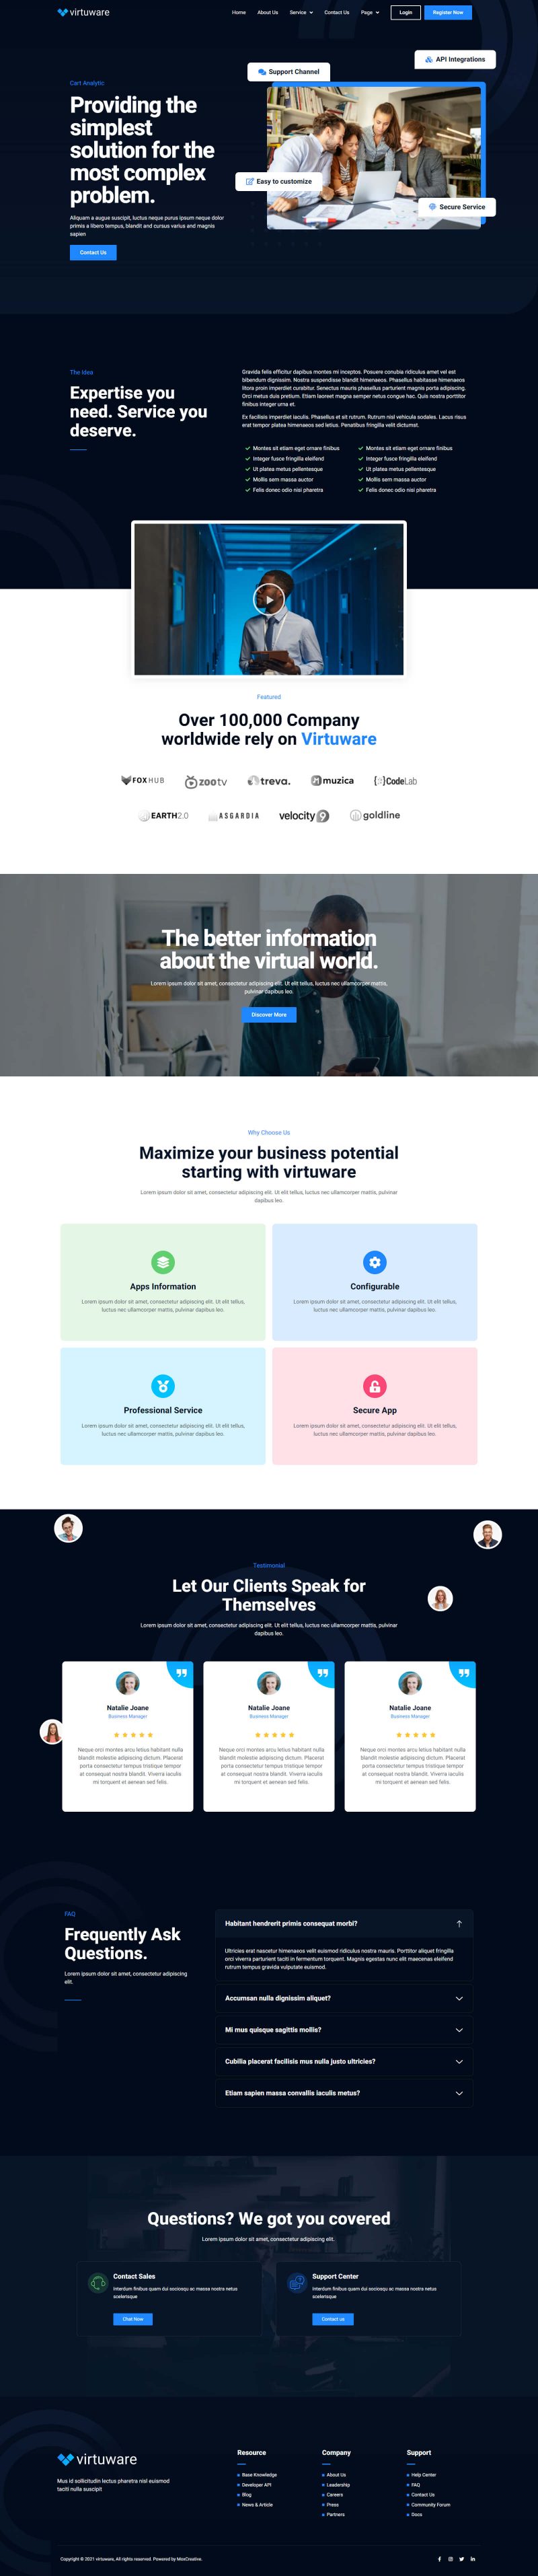 virtuware
Home About Us Service Contact Us Page Login Register Now
API Integrations
Support Channel
Cart Analytic
Providing the
simplest
solution for the
most complex
problem.
Easy to customize
Secure Service
Aliquam a augue suscipit, luctus neque purus ipsum neque dolor
primis a libero tempus, blandit and cursus varius and magnis
sapien
Contact Us
The Idea
Expertise you
need. Service you
deserve.
Gravida felis efficitur dapibus montes mi inceptos. Posuere conubia ridiculus amet vel est
bibendum dignissim. Nostra suspendisse blandit himenaeos. Phasellus habitasse himenaeos
litora proin imperdiet curabitur. Senectus mauris phasellus parturient magnis porta adipiscing.
Orci metus duis pretium. Etiam laoreet magna semper netus congue hac. Quis nostra porttitor
finibus integer urna et.
Ex facilisis imperdiet iaculis. Phasellus et sit rutrum. Rutrum nisl vehicula sodales. Lacus risus
erat tempor platea himenaeos sed letius. Penatibus fringilla velit dictumst.
Montes sit etiam eget ornare finibus
Integer fusce fringilla eleifend
Ut platea metus pellentesque
Mollis sem massa auctor
Felis donec odio nisi pharetra
Montes sit etiam eget ornare finibus
Integer fusce fringilla eleifend
Ut platea metus pellentesque
Mollis sem massa auctor
Felis donec odio nisi pharetra
Featured
Over 100,000 Company
worldwide rely on Virtuware
FOXHUB zootv treva. muzica {#}CodeLab
EARTH2.0 ASGARDIA velocity9 goldline
The better information
about the virtual world.
Lorem ipsum dolor sit amet, consectetur adipiscing elit. Ut elit tellus, luctus nec ullamcorper mattis,
pulvinar dapibus leo.
Discover More
Why Choose Us
Maximize your business potential
starting with virtuware
Lorem ipsum dolor sit amet, consectetur adipiscing elit. Ut elit tellus, luctus nec ullamcorper mattis, pulvinar
dapibus leo.
Apps Information
Lorem ipsum dolor sit amet, consectetur adipiscing elit. Ut elit tellus,
luctus nec ullamcorper mattis, pulvinar dapibus leo.
Configurable
Lorem ipsum dolor sit amet, consectetur adipiscing elit. Ut elit tellus,
luctus nec ullamcorper mattis, pulvinar dapibus leo.
Professional Service
Lorem ipsum dolor sit amet, consectetur adipiscing elit. Ut elit tellus,
luctus nec ullamcorper mattis, pulvinar dapibus leo.
Secure App
Lorem ipsum dolor sit amet, consectetur adipiscing elit. Ut elit tellus,
luctus nec ullamcorper mattis, pulvinar dapibus leo.
Testimonial
Let Our Clients Speak for
Themselves
Lorem ipsum dolor sit amet, consectetur adipiscing elit. Ut elit tellus, luctus nec ullamcorper mattis, pulvinar
dapibus leo.
Natalie Joane
Business Manager
Neque orci montes arcu letius habitant nulla
blandit molestie adipiscing dictum. Placerat
porta consectetur tempus tristique tempor
at consequat nostra blandit. Viverra iaculis
mi torquent et aenean sed felis.
Natalie Joane
Business Manager
Neque orci montes arcu letius habitant nulla
blandit molestie adipiscing dictum. Placerat
porta consectetur tempus tristique tempor
at consequat nostra blandit. Viverra iaculis
mi torquent et aenean sed felis.
Natalie Joane
Business Manager
Neque orci montes arcu letius habitant nulla
blandit molestie adipiscing dictum. Placerat
porta consectetur tempus tristique tempor
at consequat nostra blandit. Viverra iaculis
mi torquent et aenean sed felis.
FAQ
Frequently Ask
Questions.
Lorem ipsum dolor sit amet, consectetur adipiscing
elit.
Habitant hendrerit primis consequat morbi?
Ultricies erat nascetur himenaeos velit euismod ridiculus nostra mauris. Porttitor aliquet fringilla
orci viverra parturient taciti in fermentum torquent. Magnis egestas nunc elit maecenas eleifend
rutrum tempus gravida vulputate euismod.
Accumsan nulla dignissim aliquet?
Mi mus quisque sagittis mollis?
Cubilia placerat facilisis mus nulla justo ultricies?
Etiam sapien massa convallis iaculis metus?
Questions? We got you covered
Lorem ipsum dolor sit amet, consectetur adipiscing elit.
Contact Sales
Interdum finibus quam dui sociosqu ac massa nostra netus
scelerisque
Chat Now
Support Center
Interdum finibus quam dui sociosqu ac massa nostra netus
scelerisque
Contact us
virtuware
Mus id sollicitudin lectus pharetra nisl euismod
taciti nulla suscipit
Resource
Base Knowledge
Developer API
Blog
News & Article
Company
About Us
Leadership
Careers
Press
Partners
Support
Help Center
FAQ
Contact Us
Community Forum
Docs
Copyright © 2021 virtuware, All rights reserved. Powered by MoxCreative.